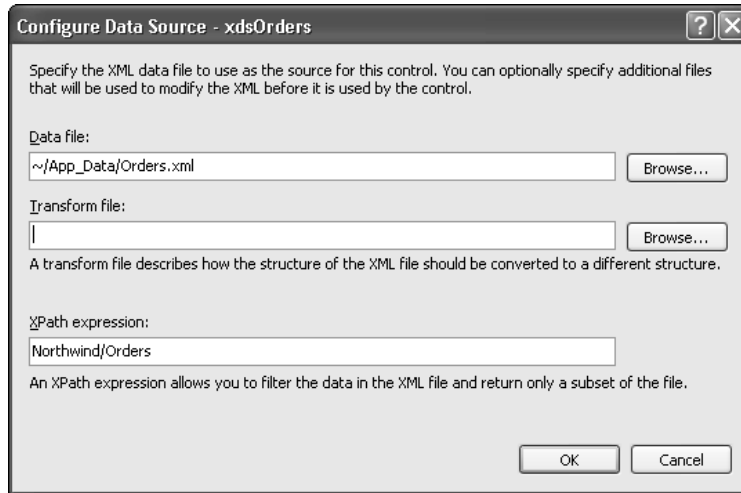 Configure Data Source - xdsOrders
Specify the XML data file to use as the source for this control. You can optionally specify additional files
that will be used to modify the XML before it is used by the control.
Data file:
~/App_Data/Orders.xml
Browse...
Transform file:
Browse...
A transform file describes how the structure of the XML file should be converted to a different structure.
XPath expression:
Northwind/Orders
An XPath expression allows you to filter the data in the XML file and return only a subset of the file.
OK
Cancel